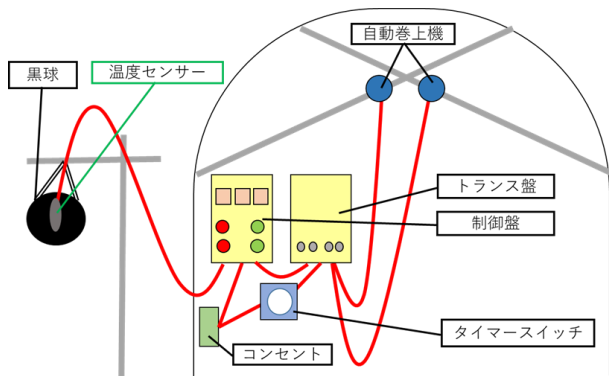 自動巻上機
黒球
温度センサー
トランス盤
制御盤
タイマースイッチ
コンセント